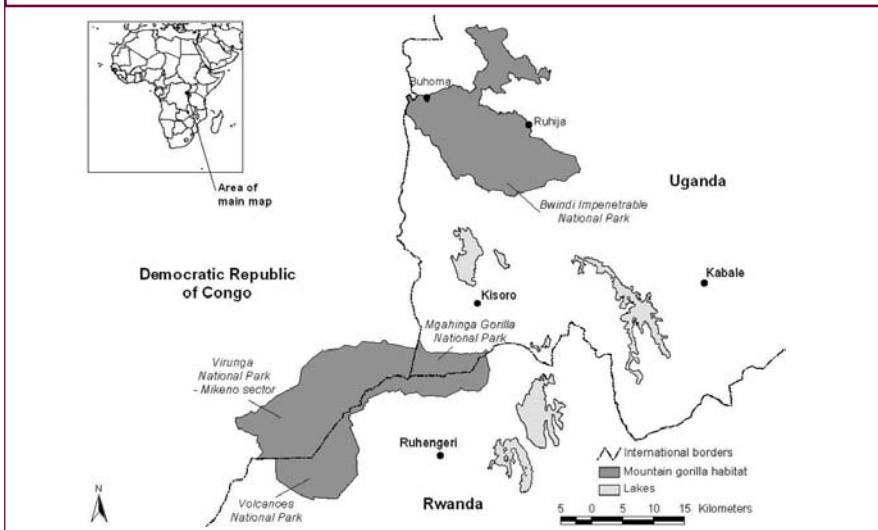 Area of
main map
Buhoma
Ruhija
Uganda
Bwindi Impenetrable
National Park
Democratic Republic
of Congo
Kabale
Kisoro
Mgahinga Gorilla
National Park
Virunga
National Park
- Mikeno sector
Ruhengeri
Volcanoes
National Park
Rwanda
N
International borders
Mountain gorilla habitat
Lakes
5 0 5 10 15 Kilometers